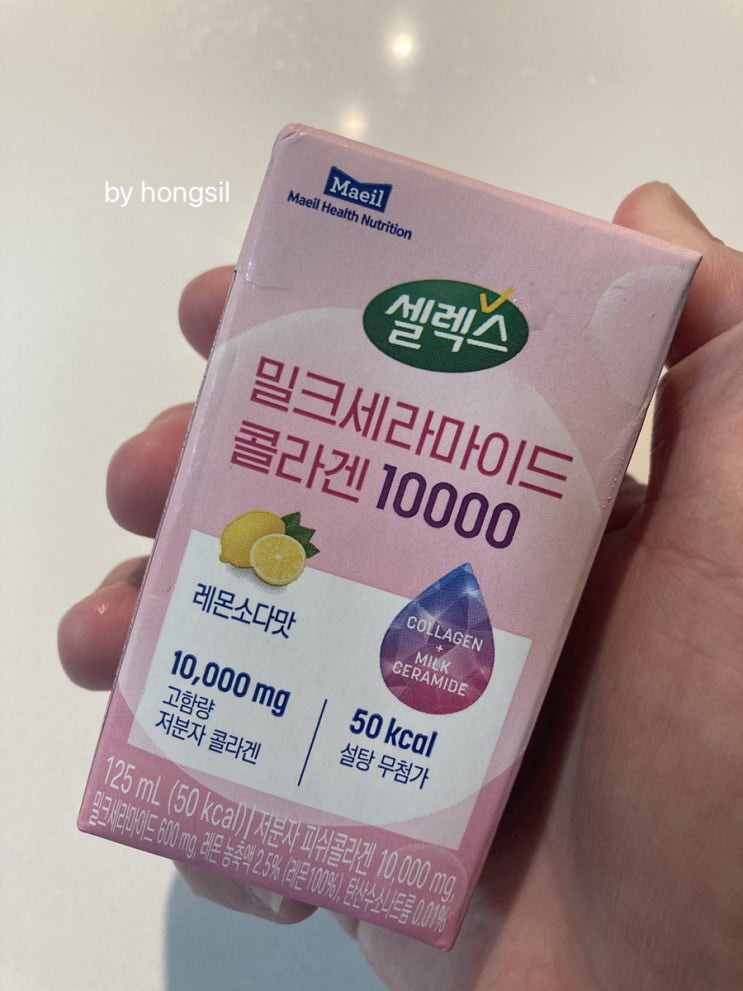 by hongsil
Maeil
Maeil Health Nutrition
셀렉스
밀크세라마이드
콜라겐 10000
레몬소다맛
COLLAGEN
+
MILK
CERAMIDE
10,000 mg
고함량
저분자 콜라겐
50 kcal
설탕 무첨가
125 mL (50 kcal) | 저분자 피쉬콜라겐 10,000 mg,
밀크세라마이드 600 mg, 레몬 농축액 2.5% (레몬100%), 탄산수소나트륨 0.01%